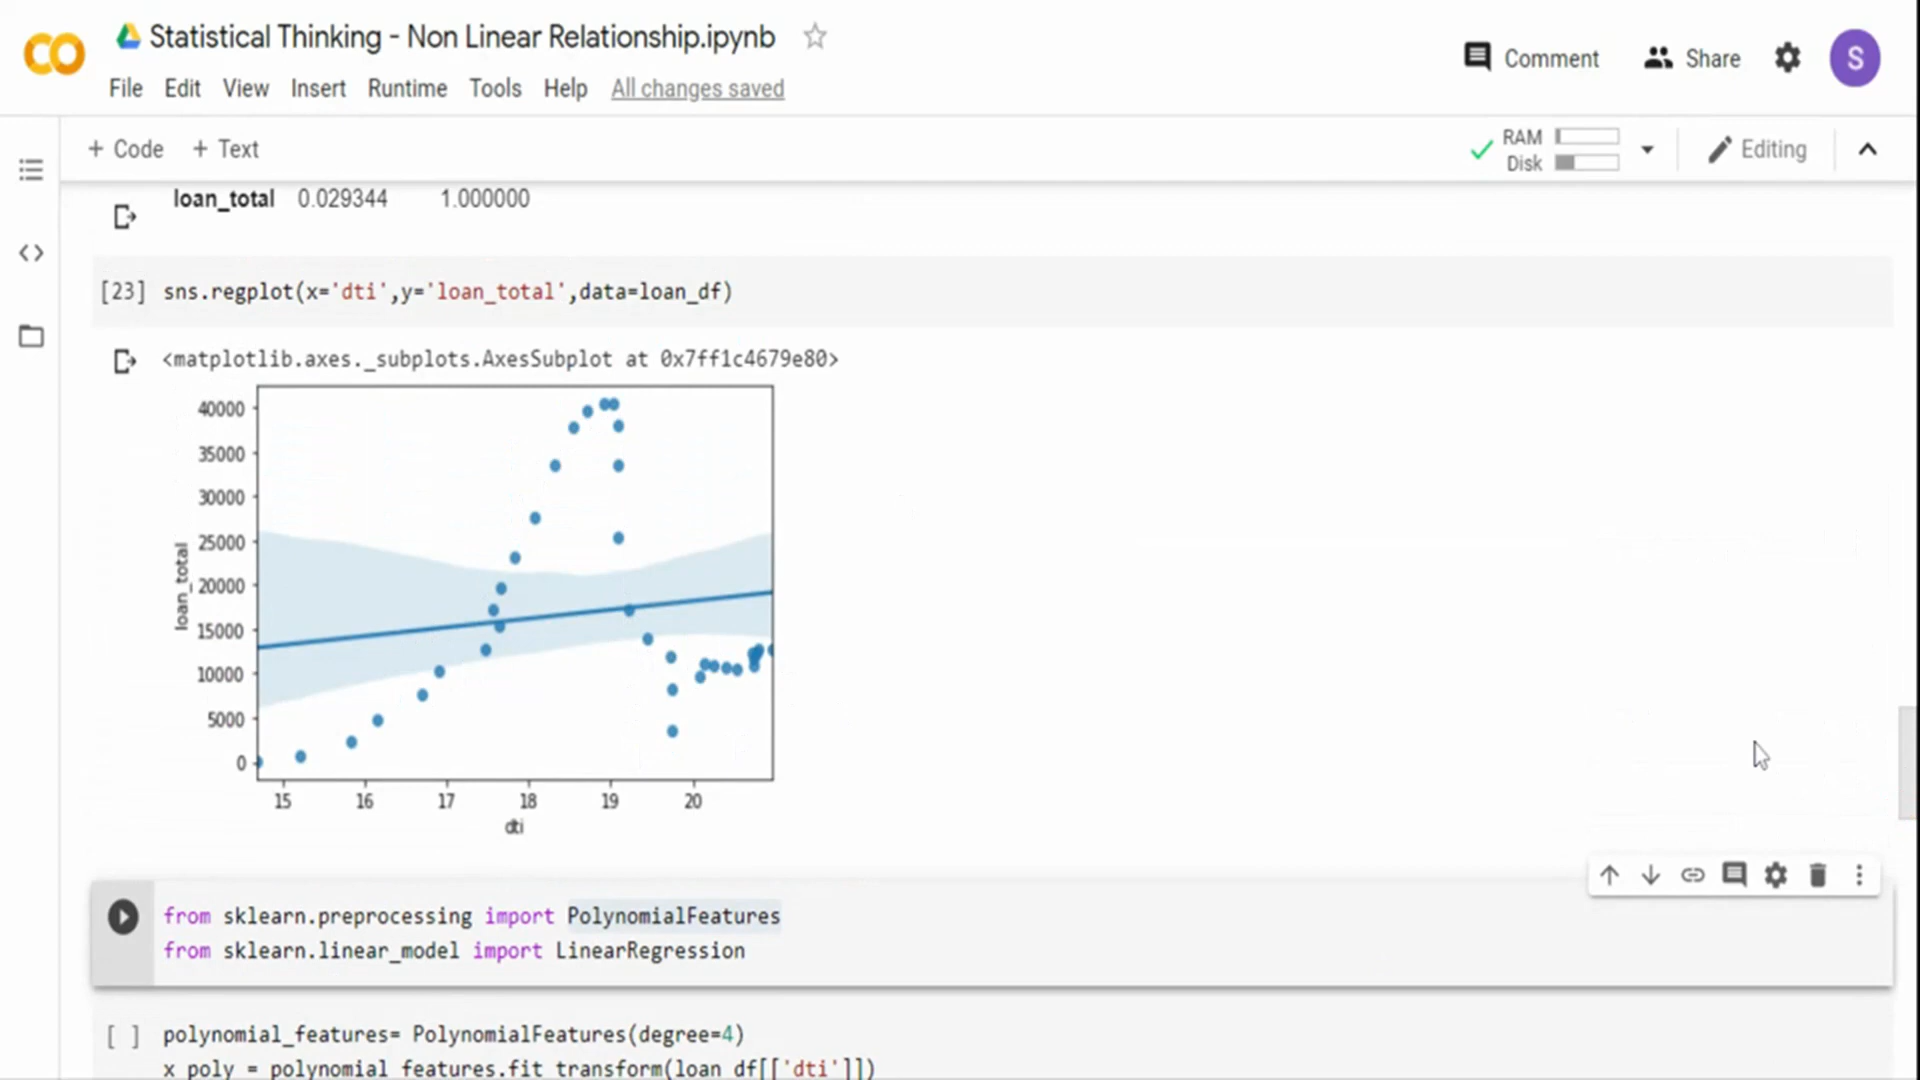 Statistical Thinking - Non Linear Relationship.ipynb
Comment
Share
S
File Edit View Insert Runtime Tools Help All changes saved
+ Code + Text
RAM
Disk
Editing
loan_total 0.029344 1.000000
[23] sns.regplot(x='dti',y='loan_total',data=loan_df)
<matplotlib.axes._subplots.AxesSubplot at 0x7ff1c4679e80>
40000
35000
30000
25000
20000
15000
10000
5000
0
loan_total
15 16 17 18 19 20
dti
from sklearn.preprocessing import PolynomialFeatures
from sklearn.linear_model import LinearRegression
[ ] polynomial_features= PolynomialFeatures(degree=4)
x_poly = polynomial_features.fit_transform(loan_df[['dti']])